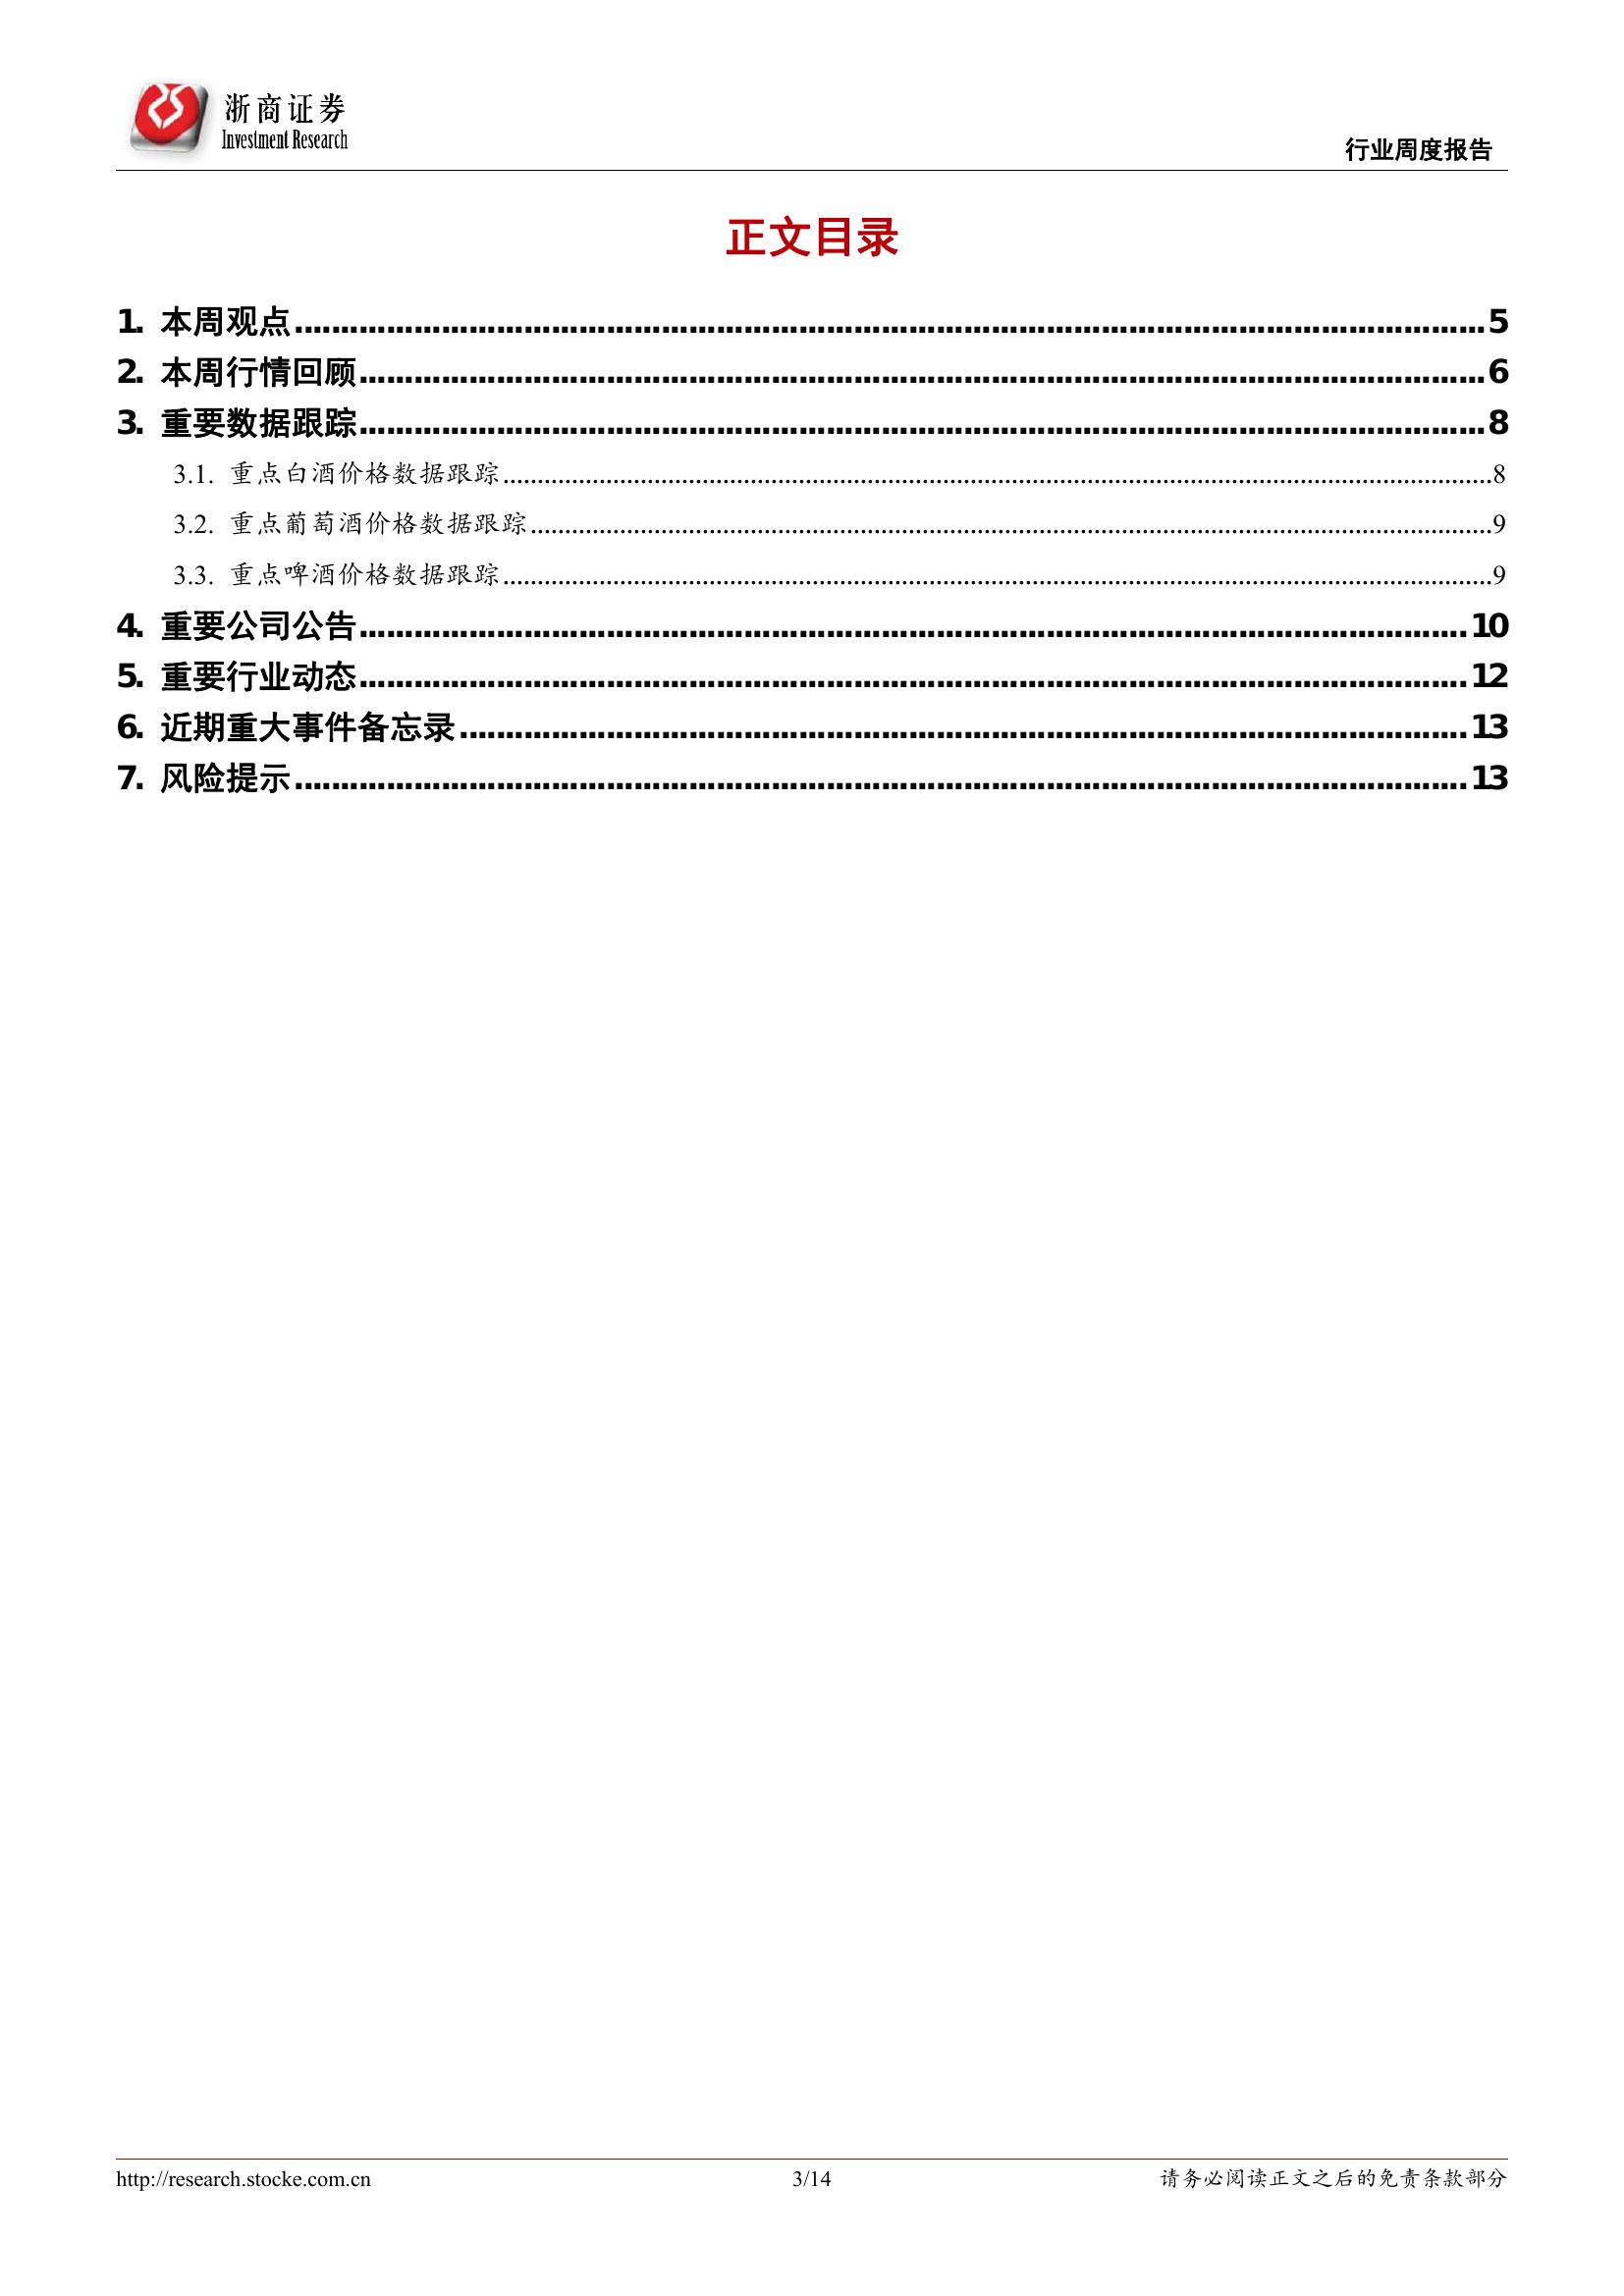 浙商证券
Investment Research
行业周度报告
正文目录
1. 本周观点......5
2. 本周行情回顾......6
3. 重要数据跟踪......8
3.1. 重点白酒价格数据跟踪......8
3.2. 重点葡萄酒价格数据跟踪......9
3.3. 重点啤酒价格数据跟踪......9
4. 重要公司公告......10
5. 重要行业动态......12
6. 近期重大事件备忘录......13
7. 风险提示......13
http://research.stocke.com.cn
3/14
请务必阅读正文之后的免责条款部分